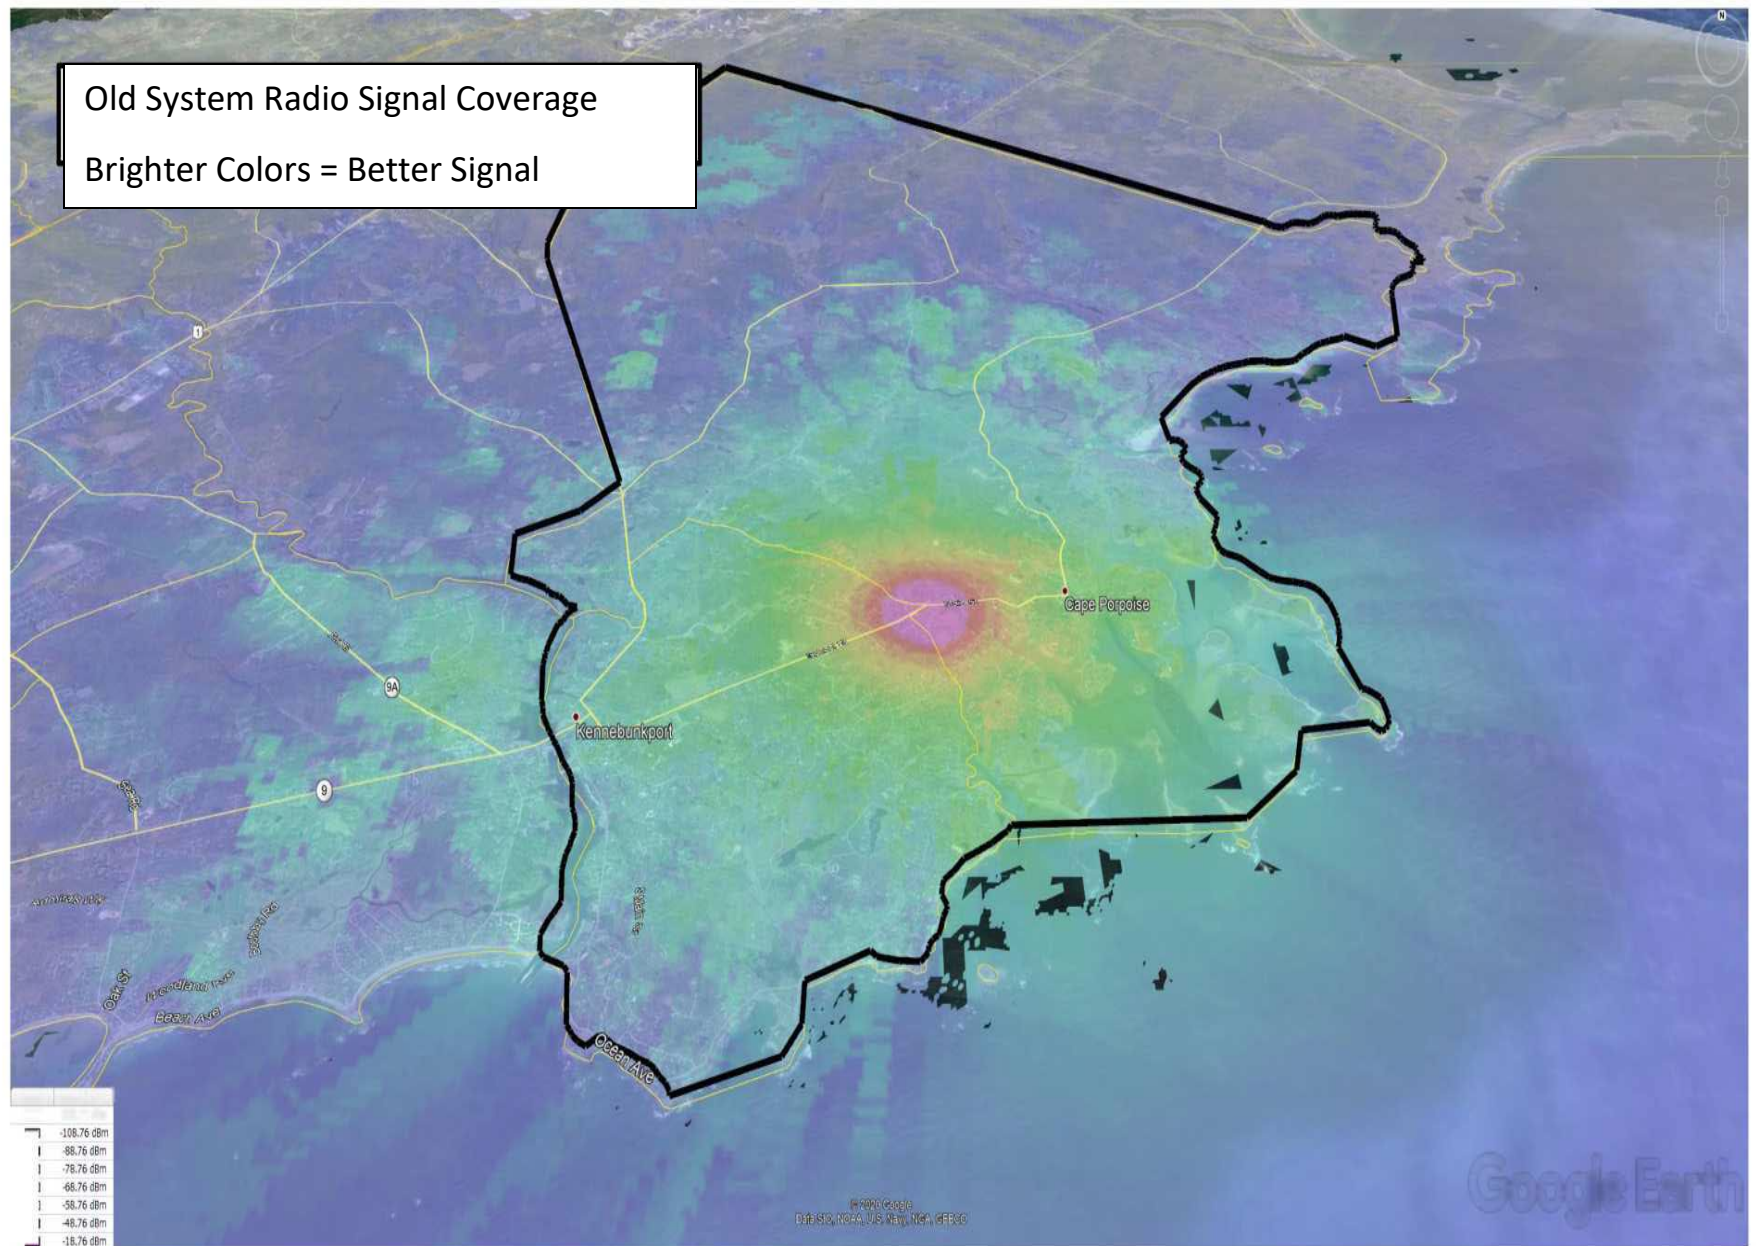 Old System Radio Signal Coverage
Brighter Colors = Better Signal
N
1
Cape Porpoise
9A
Kennebunkport
9
Oak St
Woodland
Beach Ave
Ocean Ave
-108.76 dBm
-88.76 dBm
-78.76 dBm
-68.76 dBm
-58.76 dBm
-48.76 dBm
-18.76 dBm
© 2020 Google
Data SIO, NOAA, U.S. Navy, NGA, GEBCO
Google Earth